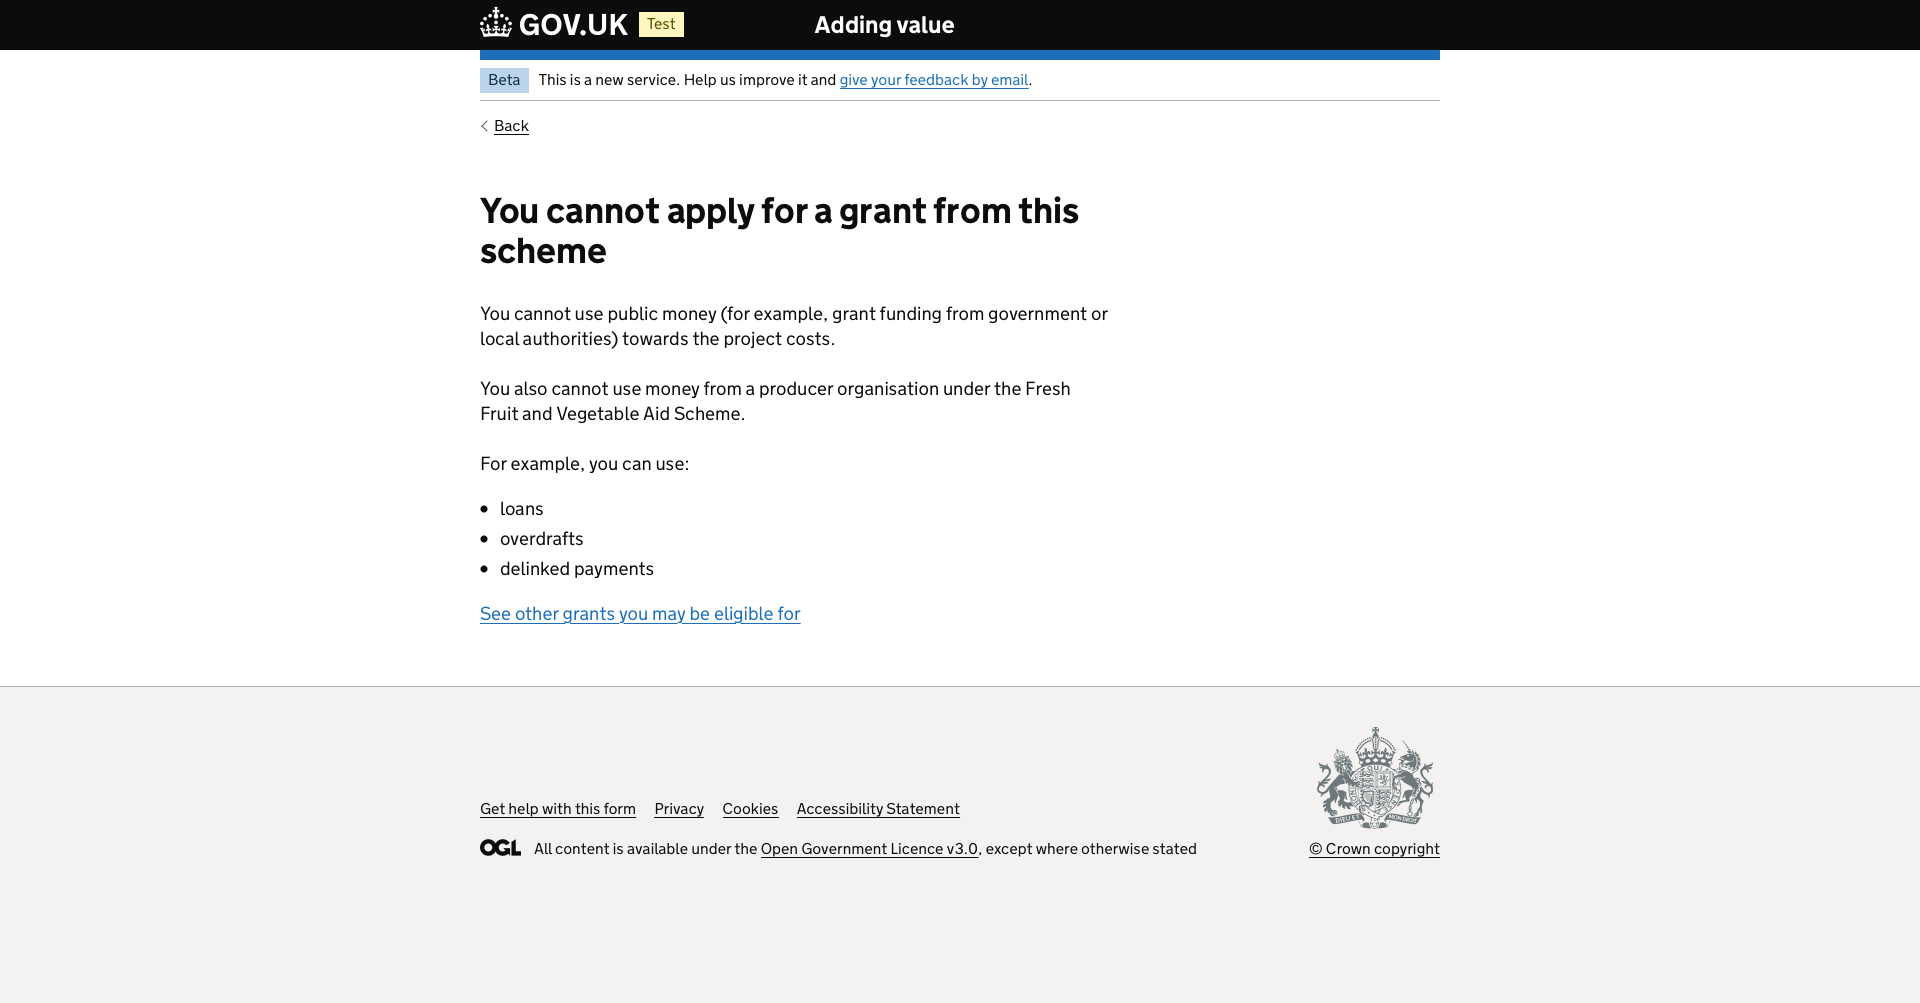 GOV.UK Test Adding value
Beta This is a new service. Help us improve it and give your feedback by email.
Back
You cannot apply for a grant from this
scheme
You cannot use public money (for example, grant funding from government or
local authorities) towards the project costs.
You also cannot use money from a producer organisation under the Fresh
Fruit and Vegetable Aid Scheme.
For example, you can use:
loans
overdrafts
delinked payments
See other grants you may be eligible for
Get help with this form Privacy Cookies Accessibility Statement
OGL All content is available under the Open Government Licence v3.0, except where otherwise stated
© Crown copyright